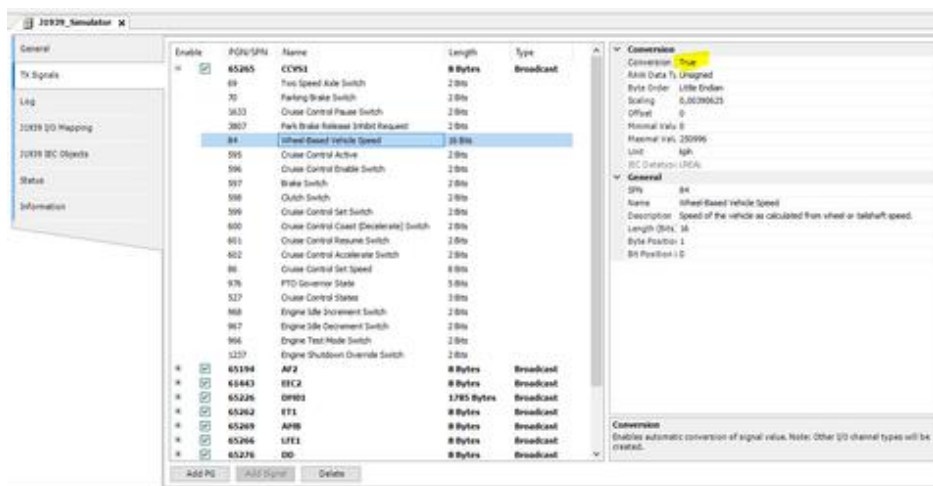 J1939_Simulator x
General
TX Signals
Log
J1939 I/O Mapping
J1939 IEC Objects
Status
Information
Enable PGN/SPN Name Length Type
65265 CCVS1 8 Bytes Broadcast
69 Two Speed Axle Switch 2 Bits
70 Parking Brake Switch 2 Bits
1633 Cruise Control Pause Switch 2 Bits
3807 Park Brake Release Inhibit Request 2 Bits
84 Wheel-Based Vehicle Speed 16 Bits
595 Cruise Control Active 2 Bits
596 Cruise Control Enable Switch 2 Bits
597 Brake Switch 2 Bits
598 Clutch Switch 2 Bits
599 Cruise Control Set Switch 2 Bits
600 Cruise Control Coast (Decelerate) Switch 2 Bits
601 Cruise Control Resume Switch 2 Bits
602 Cruise Control Accelerate Switch 2 Bits
86 Cruise Control Set Speed 8 Bits
976 PTO Governor State 5 Bits
527 Cruise Control States 3 Bits
968 Engine Idle Increment Switch 2 Bits
967 Engine Idle Decrement Switch 2 Bits
966 Engine Test Mode Switch 2 Bits
1237 Engine Shutdown Override Switch 2 Bits
65194 AF2 8 Bytes Broadcast
61443 EEC2 8 Bytes Broadcast
65226 DM01 1785 Bytes Broadcast
65262 ET1 8 Bytes Broadcast
65269 AMB 8 Bytes Broadcast
65266 LFE1 8 Bytes Broadcast
65276 DD 8 Bytes Broadcast
Add PG Add Signal Delete
Conversion
Conversion True
RAW Data Ty Unsigned
Byte Order Little Endian
Scaling 0,00390625
Offset 0
Minimal Valu 0
Maximal Val. 250996
Unit kph
IEC Datatype LREAL
General
SPN 84
Name Wheel-Based Vehicle Speed
Description Speed of the vehicle as calculated from wheel or tailshaft speed.
Length (Bits, 16
Byte Position 1
Bit Position 0
Conversion
Enables automatic conversion of signal value. Note: Other I/O channel types will be
created.